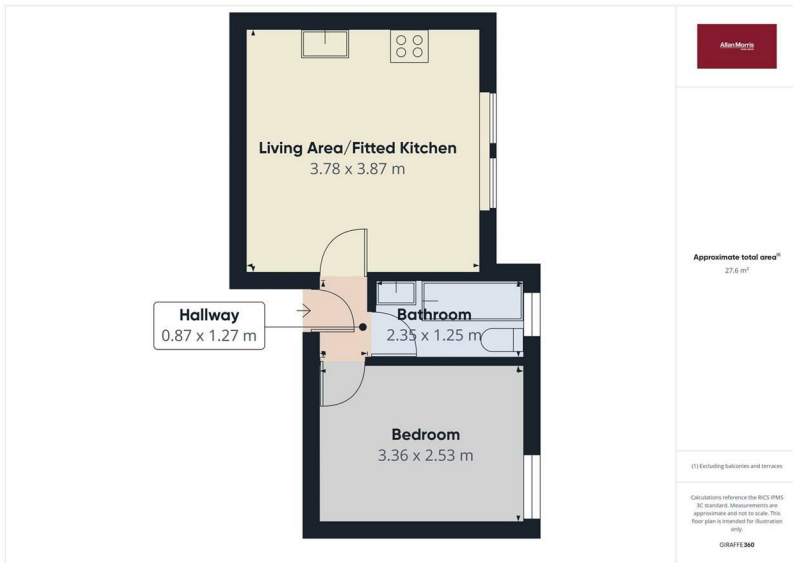 Living Area/Fitted Kitchen
3.78 x 3.87 m
Hallway
0.87 x 1.27 m
Bathroom
2.35 x 1.25 m
Bedroom
3.36 x 2.53 m
Allan Morris
Approximate total area⁽¹⁾
27.6 m²
(1) Excluding balconies and terraces
Calculations reference the RICS IPMS
3C standard. Measurements are
approximate and not to scale. This
floor plan is intended for illustration
only.
GIRAFFE360